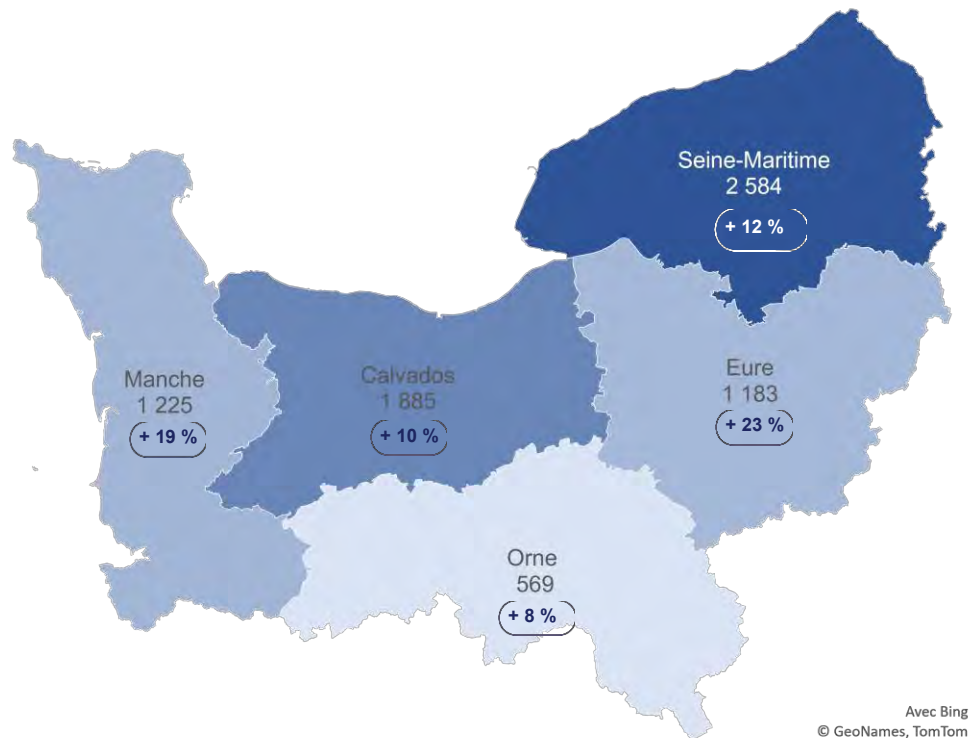 Seine-Maritime
2 584
+ 12 %
Manche
1 225
+ 19 %
Calvados
1 885
+ 10 %
Eure
1 183
+ 23 %
Orne
569
+ 8 %
Avec Bing
© GeoNames, TomTom